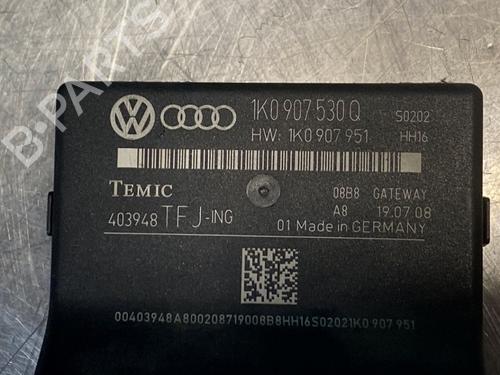 B-PARTS
1K0 907 530 Q S0202
HW: 1K0 907 951 HH16
TEMIC 08B8 GATEWAY
403948 TFJ-ING A8 19.07.08
01 Made in GERMANY
00403948A800208719008B8HH16S02021K0 907 951